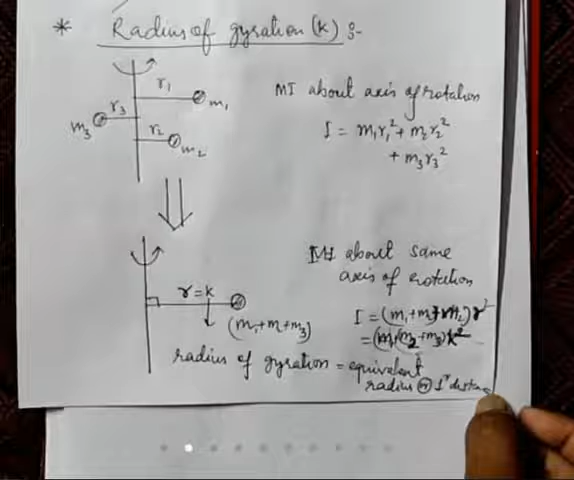 * Radius of gyration (K) :-
r₁
m₁
r₃
m₃
r₂
m₂
MI about axis of rotation
I = m₁r₁² + m₂r₂²
+ m₃r₃²
MI about same
axis of rotation
r = K
(m₁+m+m₃)
I = (m₁+m₃+m₂)r²
= (m₁+m₂+m₃)K²
radius of gyration = equivalent
radius or